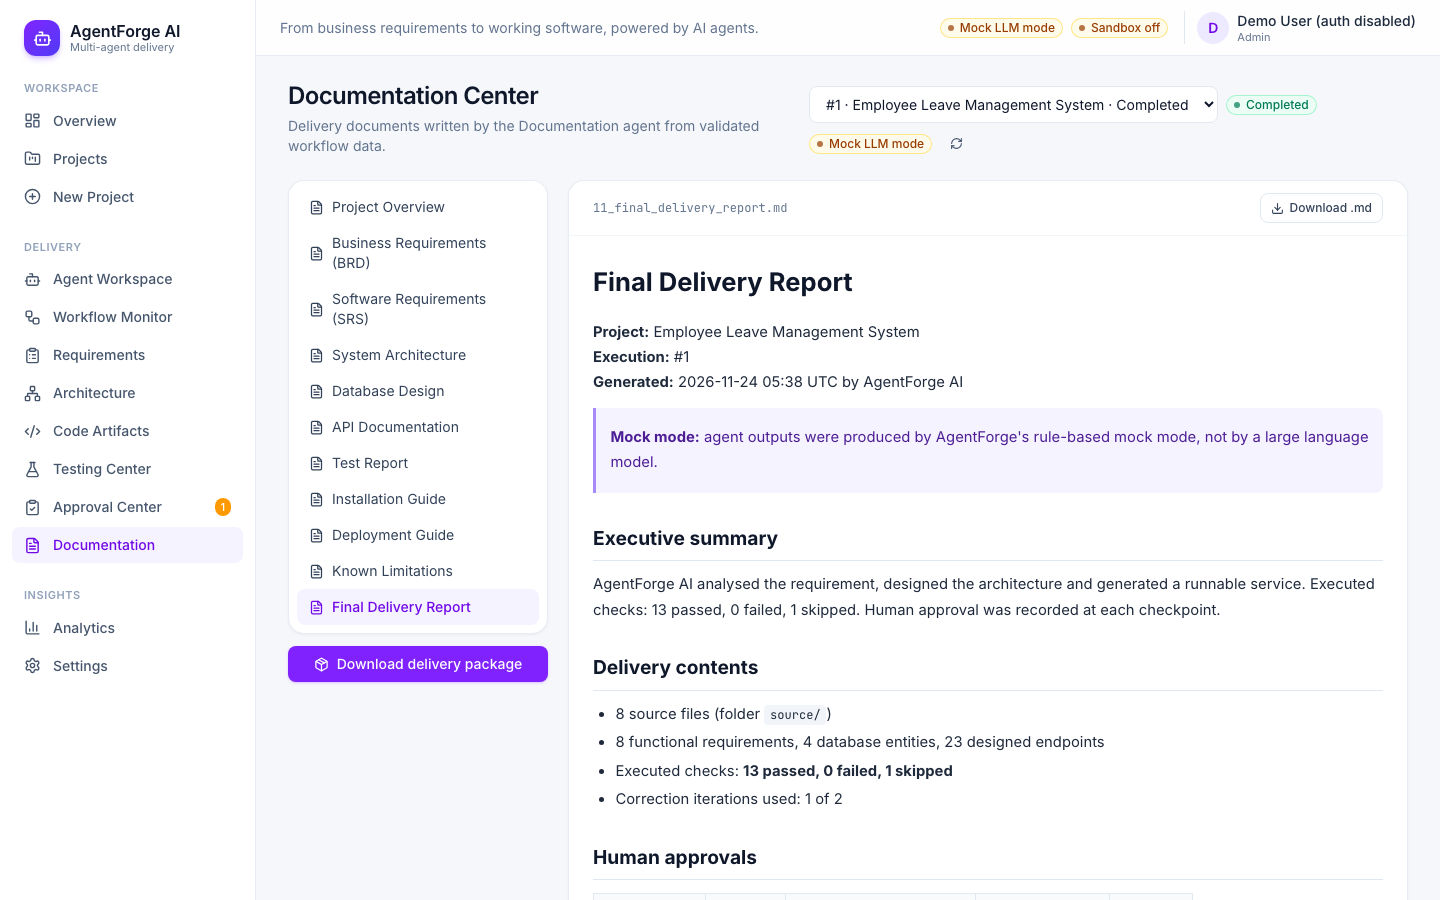 AgentForge AI
Multi-agent delivery
WORKSPACE
Overview
Projects
New Project
DELIVERY
Agent Workspace
Workflow Monitor
Requirements
Architecture
Code Artifacts
Testing Center
Approval Center
1
Documentation
INSIGHTS
Analytics
Settings
From business requirements to working software, powered by AI agents.
Mock LLM mode
Sandbox off
D
Demo User (auth disabled)
Admin
Documentation Center
Delivery documents written by the Documentation agent from validated
workflow data.
#1 · Employee Leave Management System · Completed
Completed
Mock LLM mode
Project Overview
Business Requirements
(BRD)
Software Requirements
(SRS)
System Architecture
Database Design
API Documentation
Test Report
Installation Guide
Deployment Guide
Known Limitations
Final Delivery Report
Download delivery package
11_final_delivery_report.md
Download .md
Final Delivery Report
Project: Employee Leave Management System
Execution: #1
Generated: 2026-11-24 05:38 UTC by AgentForge AI
Mock mode: agent outputs were produced by AgentForge's rule-based mock mode, not by a large language
model.
Executive summary
AgentForge AI analysed the requirement, designed the architecture and generated a runnable service. Executed
checks: 13 passed, 0 failed, 1 skipped. Human approval was recorded at each checkpoint.
Delivery contents
• 8 source files (folder source/ )
• 8 functional requirements, 4 database entities, 23 designed endpoints
• Executed checks: 13 passed, 0 failed, 1 skipped
• Correction iterations used: 1 of 2
Human approvals